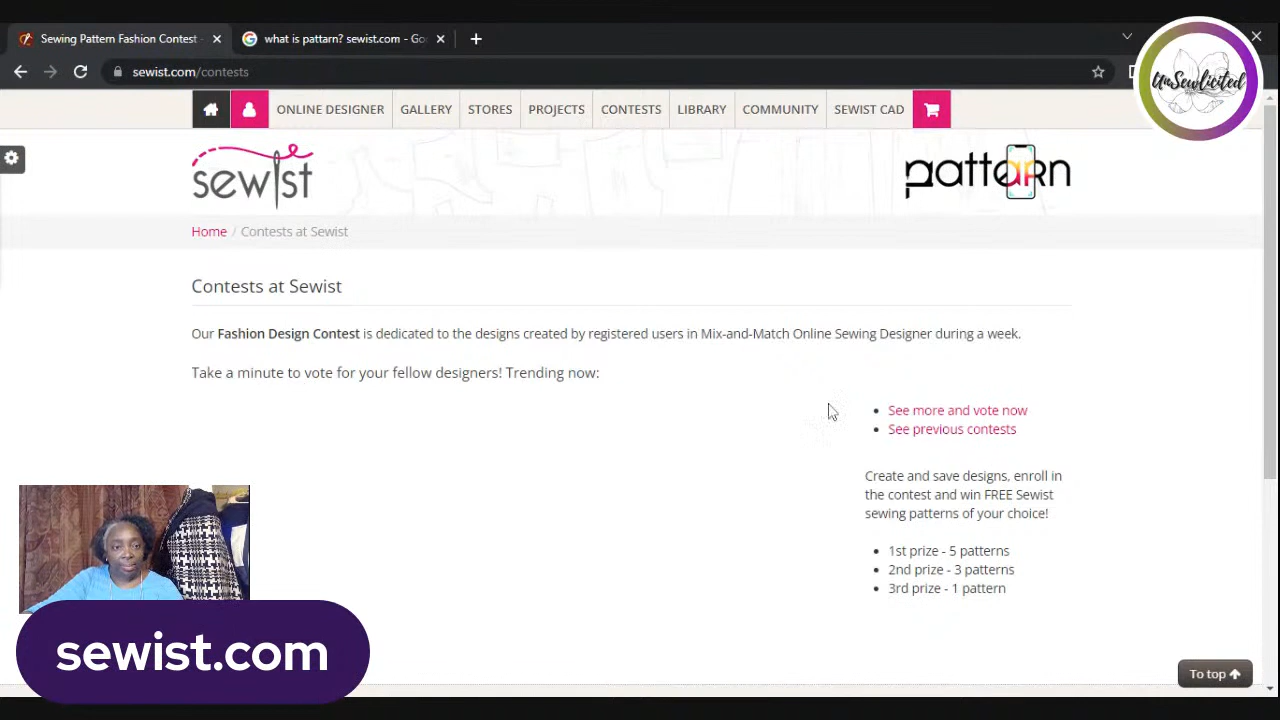 Sewing Pattern Fashion Contest -
what is pattarn? sewist.com - Go
sewist.com/contests
UnSewlicited
ONLINE DESIGNER
GALLERY
STORES
PROJECTS
CONTESTS
LIBRARY
COMMUNITY
SEWIST CAD
sewist
pattarn
Home / Contests at Sewist
Contests at Sewist
Our Fashion Design Contest is dedicated to the designs created by registered users in Mix-and-Match Online Sewing Designer during a week.
Take a minute to vote for your fellow designers! Trending now:
See more and vote now
See previous contests
Create and save designs, enroll in
the contest and win FREE Sewist
sewing patterns of your choice!
1st prize - 5 patterns
2nd prize - 3 patterns
3rd prize - 1 pattern
sewist.com
To top